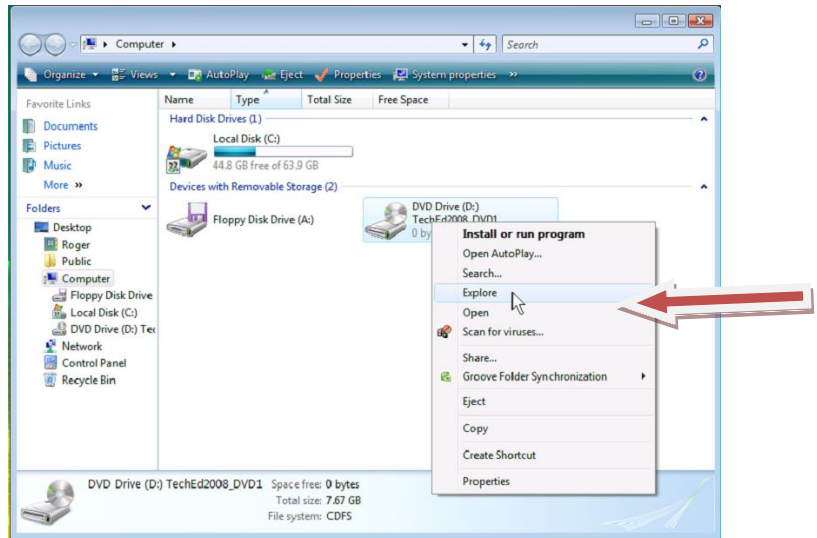 Computer
Search
Organize Views AutoPlay Eject Properties System properties »
Favorite Links
Documents
Pictures
Music
More »
Folders
Desktop
Roger
Public
Computer
Floppy Disk Drive
Local Disk (C:)
DVD Drive (D:) Tec
Network
Control Panel
Recycle Bin
Name Type Total Size Free Space
Hard Disk Drives (1)
Local Disk (C:)
44.8 GB free of 63.9 GB
Devices with Removable Storage (2)
Floppy Disk Drive (A:)
DVD Drive (D:)
TechEd2008_DVD1
0 by
Install or run program
Open AutoPlay...
Search...
Explore
Open
Scan for viruses...
Share...
Groove Folder Synchronization
Eject
Copy
Create Shortcut
Properties
DVD Drive (D:) TechEd2008_DVD1 Space free: 0 bytes
Total size: 7.67 GB
File system: CDFS